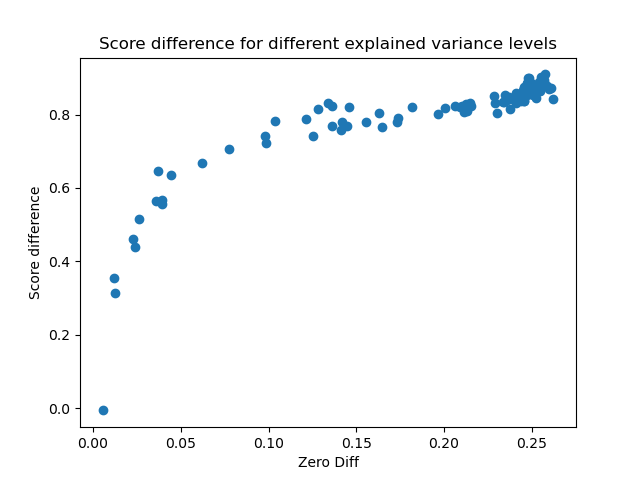 Score difference for different explained variance levels
Score difference
0.8
0.6
0.4
0.2
0.0
0.00 0.05 0.10 0.15 0.20 0.25
Zero Diff